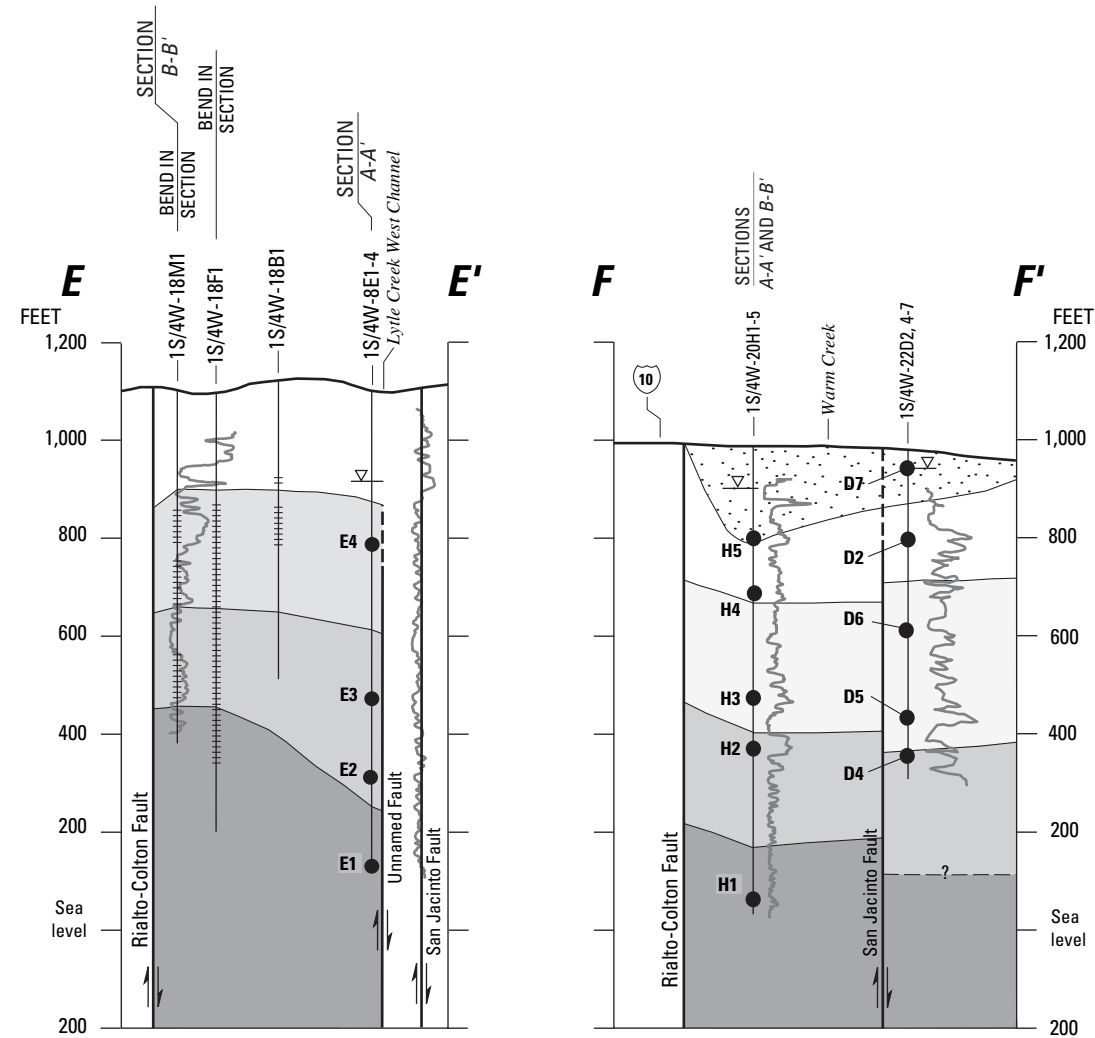 SECTION
B-B'
BEND IN
SECTION
BEND IN
SECTION
SECTION
A-A'
Lytle Creek West Channel
E
E'
FEET
1S/4W-18M1
1S/4W-18F1
1S/4W-18B1
1S/4W-8E1-4
1,200
1,000
800
600
400
200
Sea
level
200
E4
E3
E2
E1
Rialto-Colton Fault
Unnamed Fault
San Jacinto Fault
SECTIONS
A-A' AND B-B'
F
F'
FEET
1S/4W-20H1-5
Warm Creek
1S/4W-22D2, 4-7
10
1,200
1,000
800
600
400
200
Sea
level
200
H5
H4
H3
H2
H1
D7
D2
D6
D5
D4
?
Rialto-Colton Fault
San Jacinto Fault